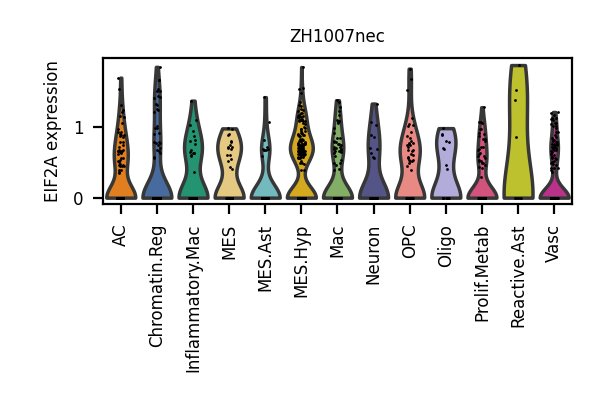 ZH1007nec
EIF2A expression
1
0
AC
Chromatin.Reg
Inflammatory.Mac
MES
MES.Ast
MES.Hyp
Mac
Neuron
OPC
Oligo
Prolif.Metab
Reactive.Ast
Vasc